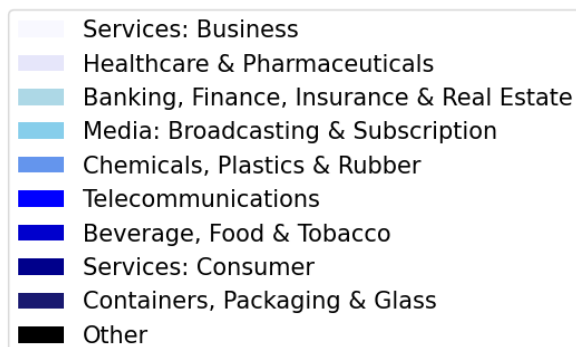 Services: Business
Healthcare & Pharmaceuticals
Banking, Finance, Insurance & Real Estate
Media: Broadcasting & Subscription
Chemicals, Plastics & Rubber
Telecommunications
Beverage, Food & Tobacco
Services: Consumer
Containers, Packaging & Glass
Other